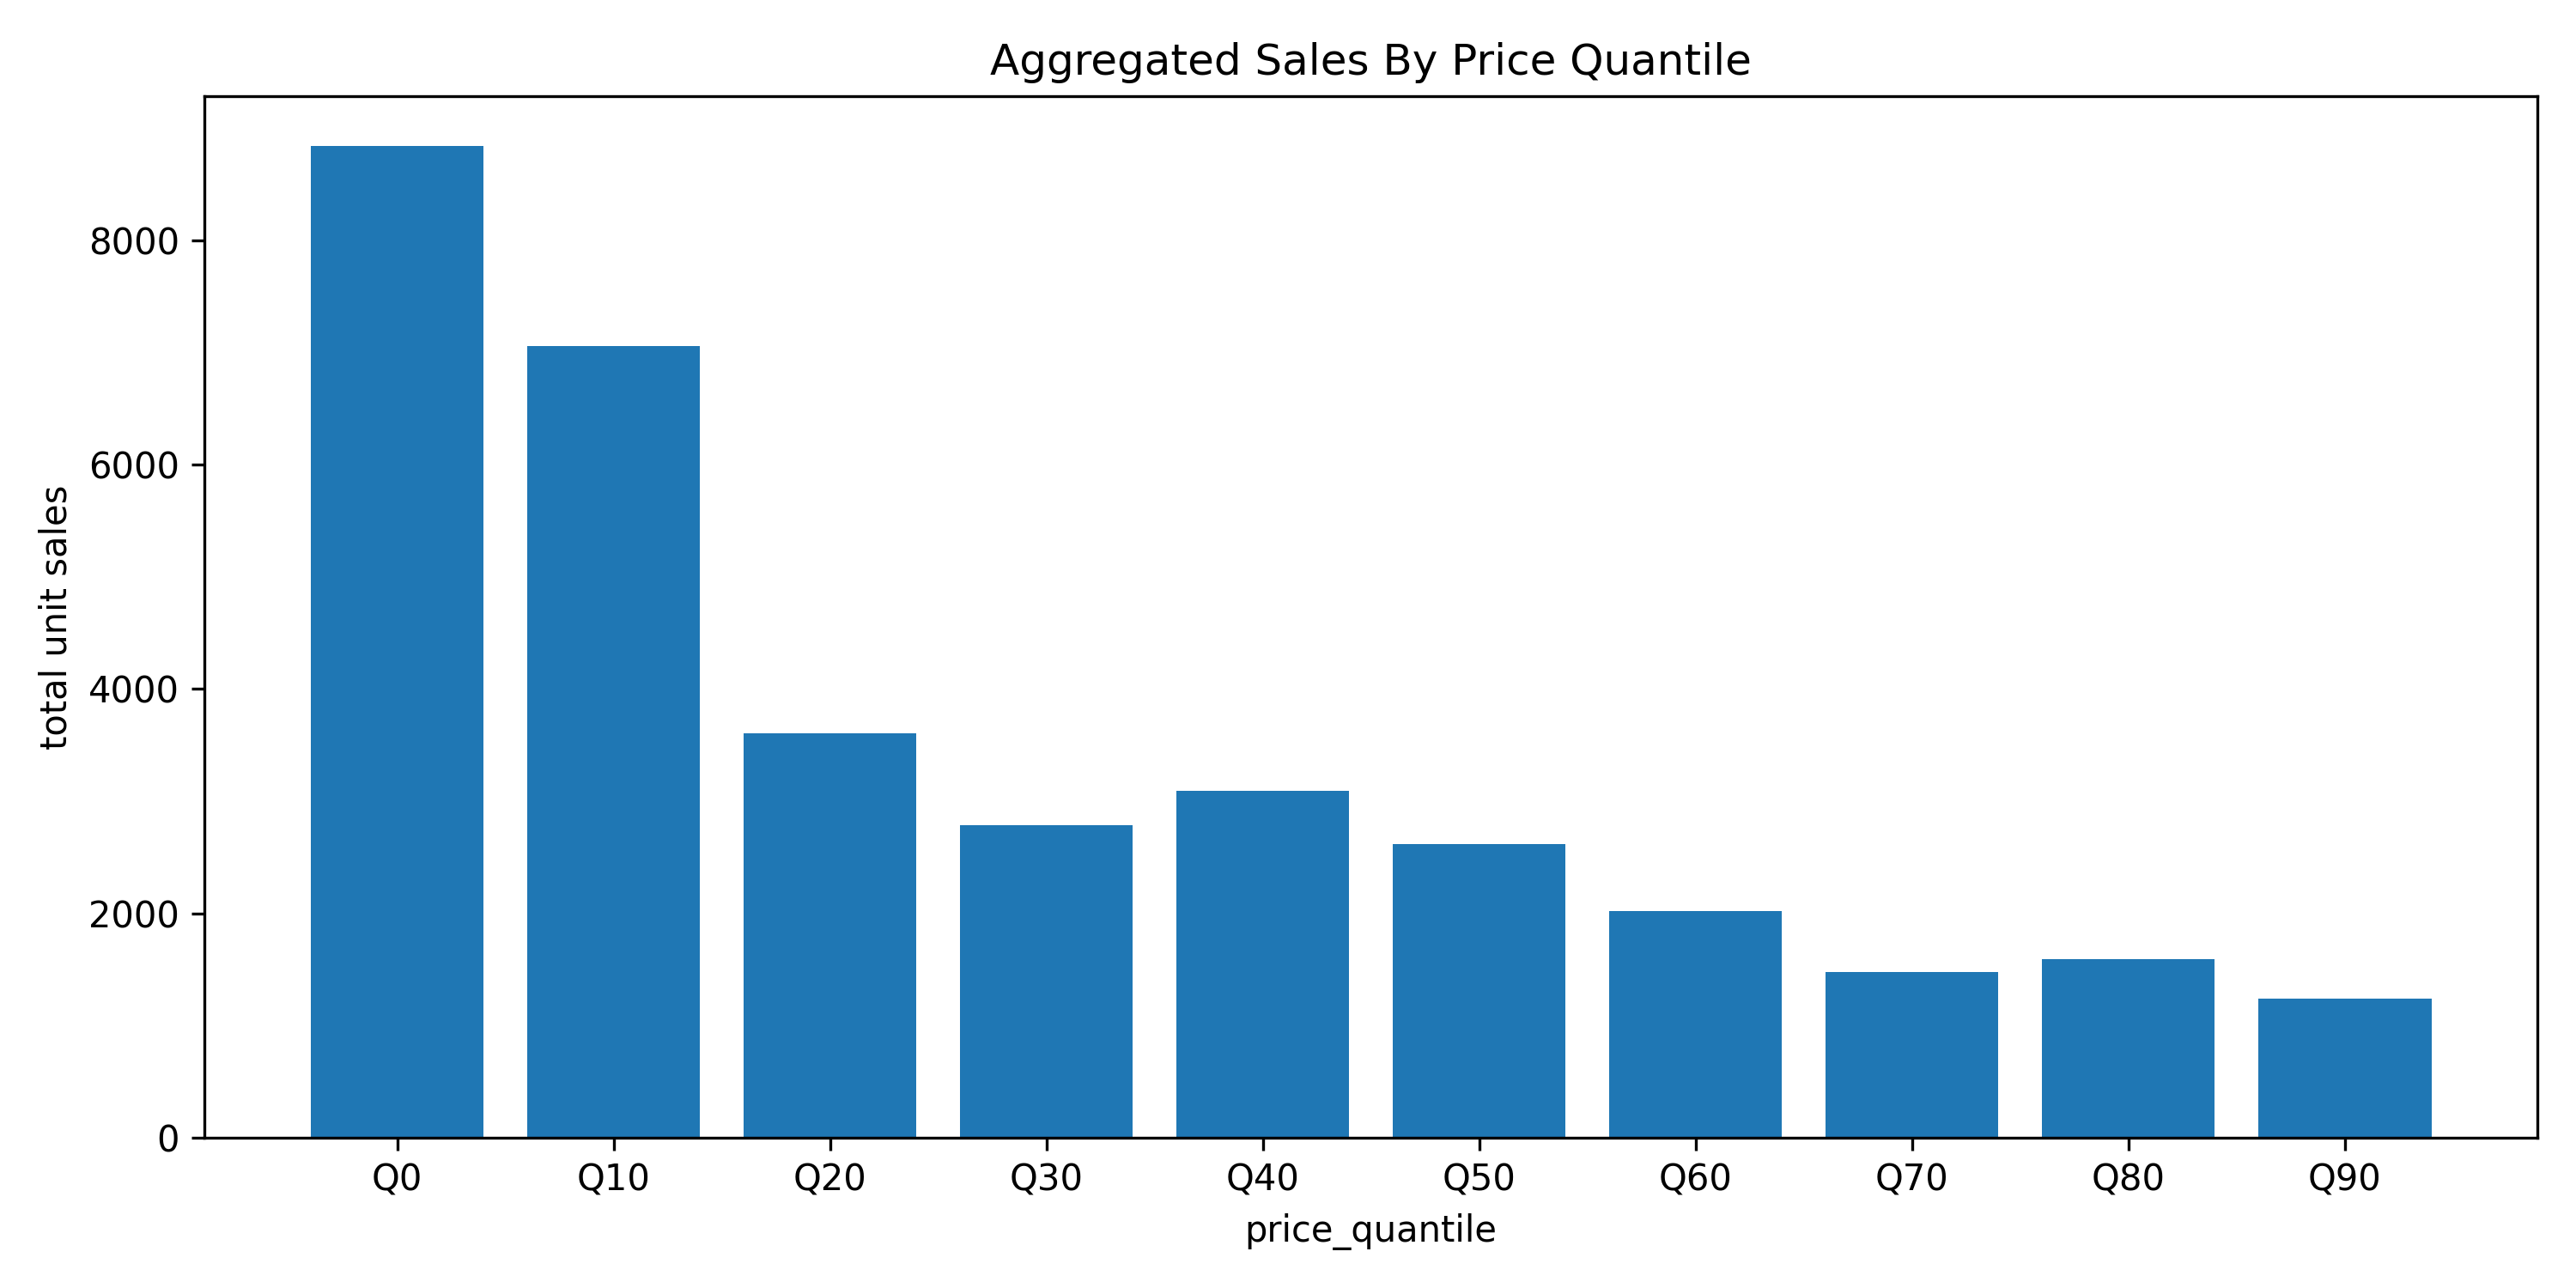 Aggregated Sales By Price Quantile
total unit sales
8000
6000
4000
2000
0
Q0 Q10 Q20 Q30 Q40 Q50 Q60 Q70 Q80 Q90
price_quantile